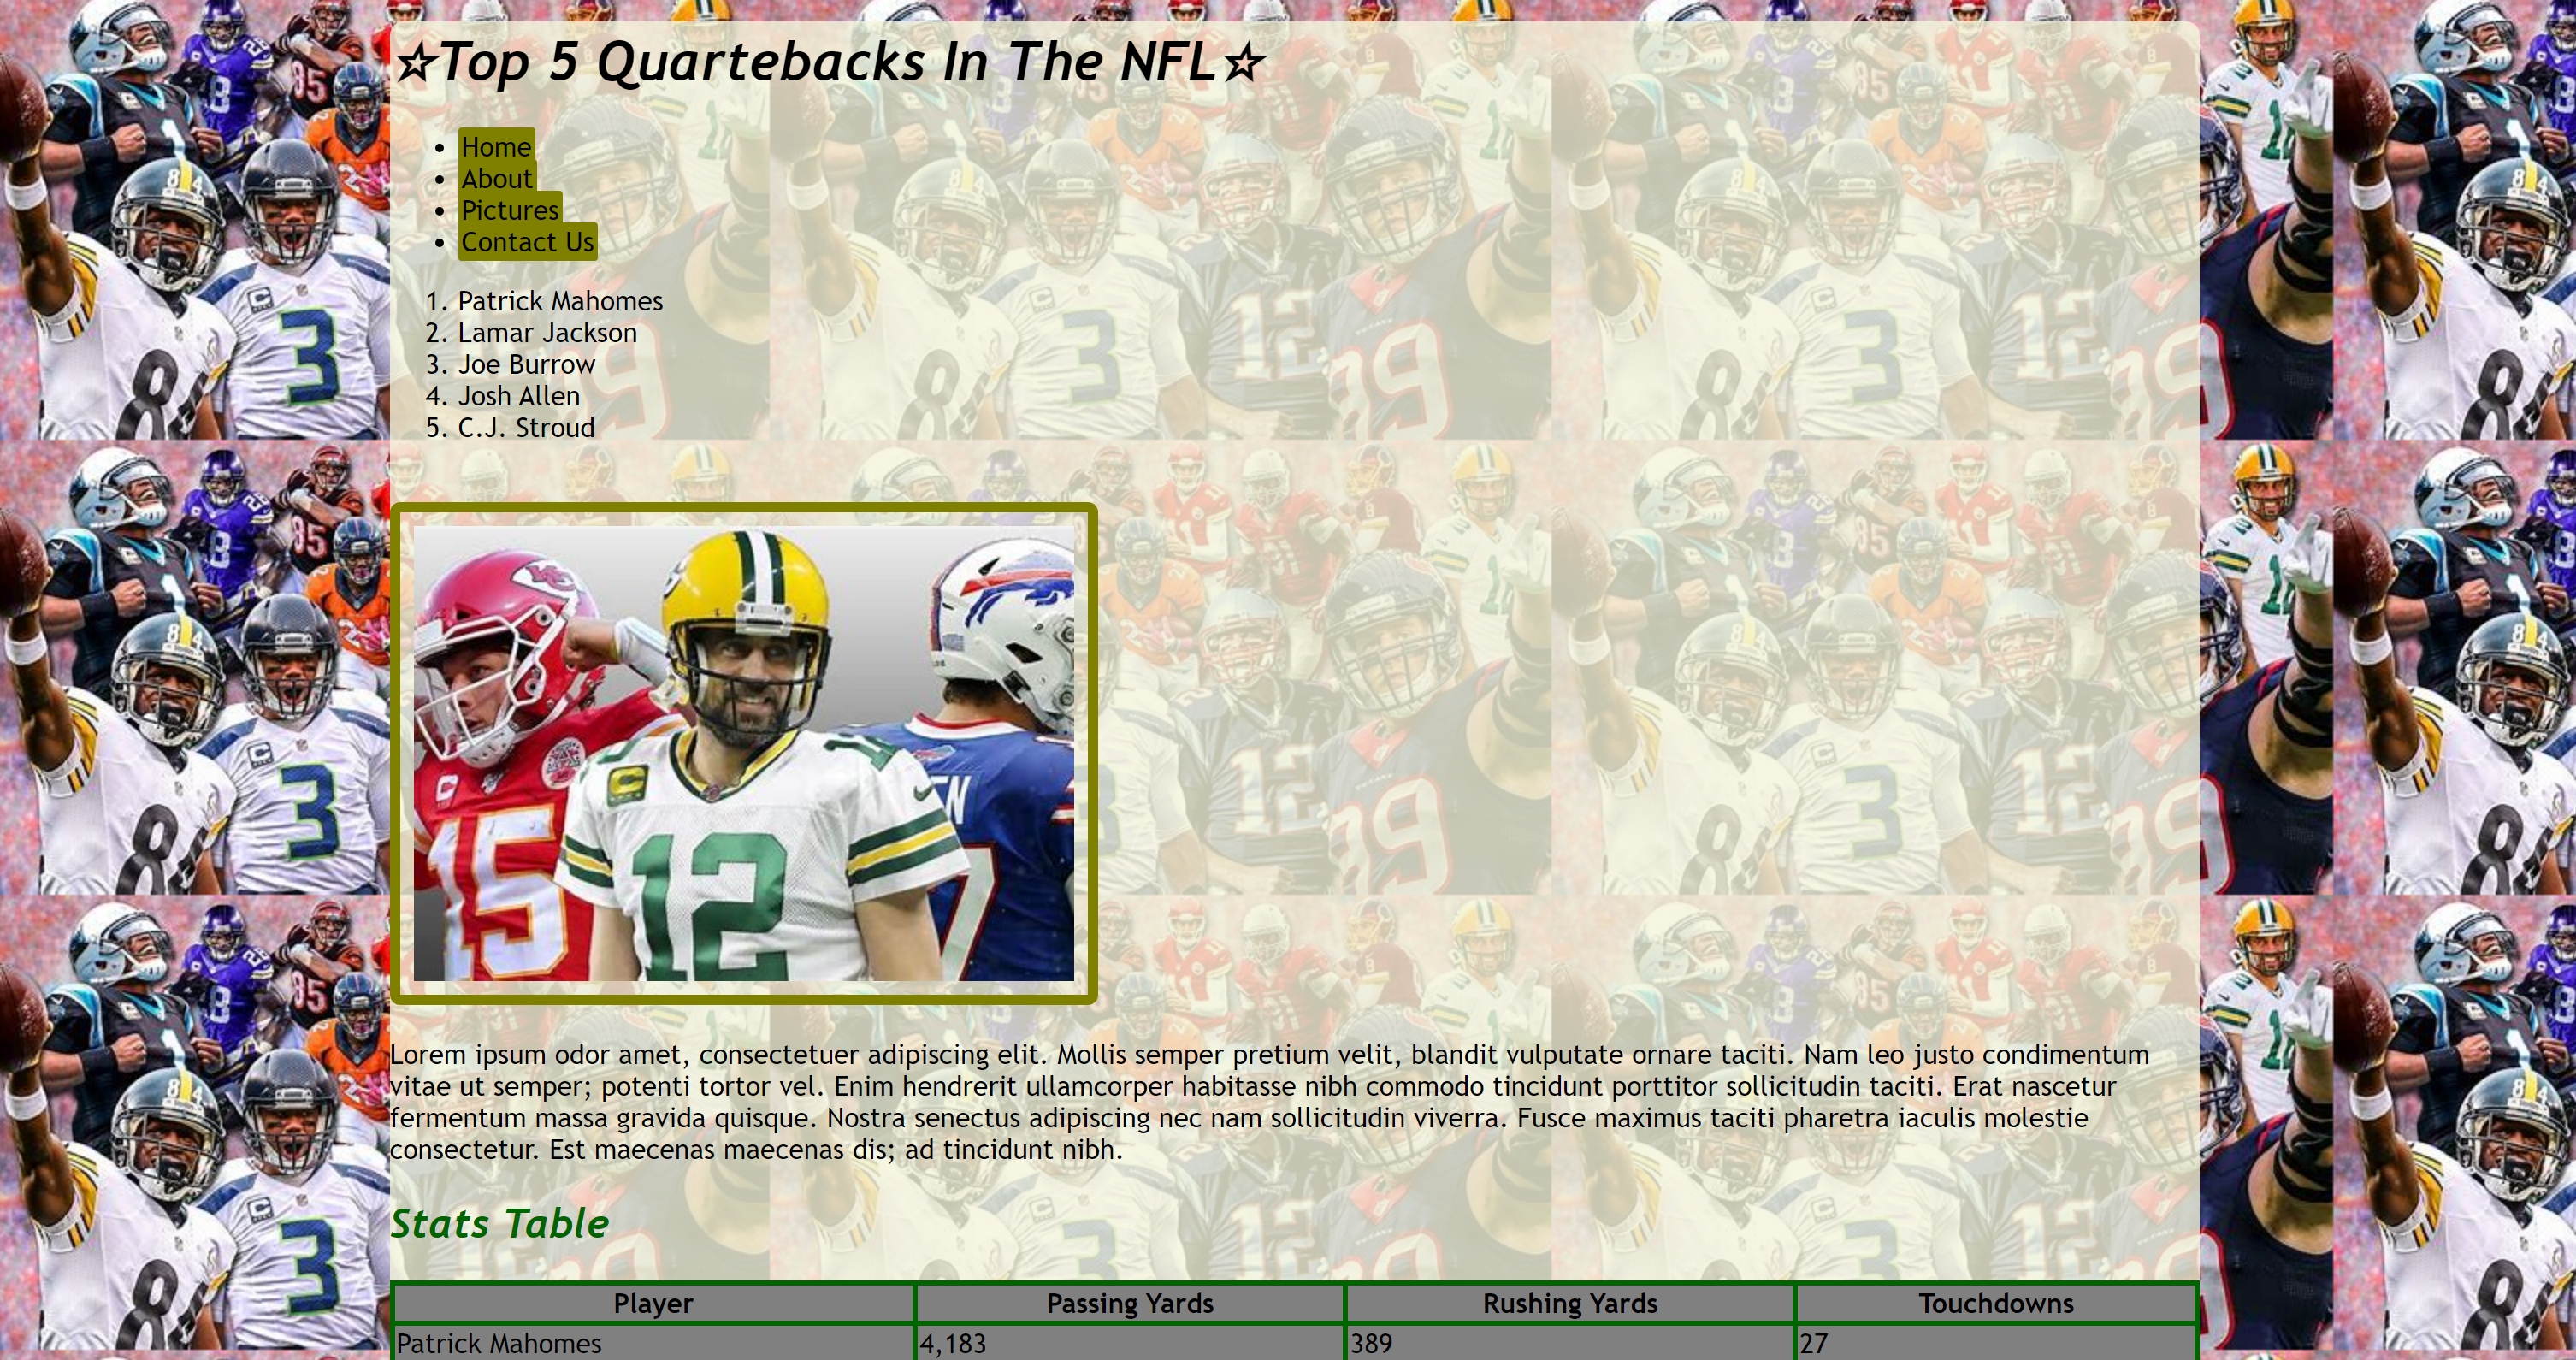 ☆Top 5 Quartebacks In The NFL☆
• Home
• About
• Pictures
• Contact Us
1. Patrick Mahomes
2. Lamar Jackson
3. Joe Burrow
4. Josh Allen
5. C.J. Stroud
15
12
Lorem ipsum odor amet, consectetuer adipiscing elit. Mollis semper pretium velit, blandit vulputate ornare taciti. Nam leo justo condimentum
vitae ut semper; potenti tortor vel. Enim hendrerit ullamcorper habitasse nibh commodo tincidunt porttitor sollicitudin taciti. Erat nascetur
fermentum massa gravida quisque. Nostra senectus adipiscing nec nam sollicitudin viverra. Fusce maximus taciti pharetra iaculis molestie
consectetur. Est maecenas maecenas dis; ad tincidunt nibh.
Stats Table
Player Passing Yards Rushing Yards Touchdowns
Patrick Mahomes 4,183 389 27